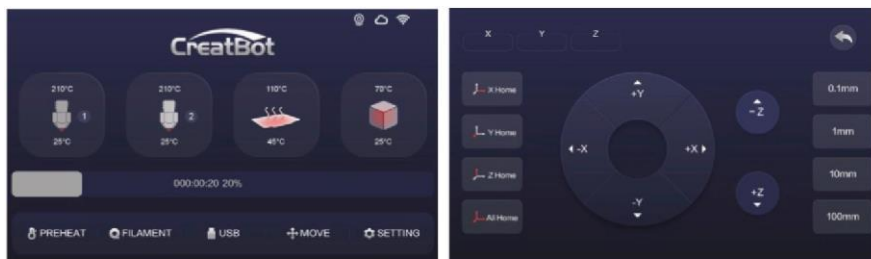 CreatBot
210°C 210°C 110°C 70°C
1 2
25°C 25°C 45°C 25°C
000:00:20 20%
PREHEAT FILAMENT USB MOVE SETTING
X Y Z
X Home
Y Home
Z Home
All Home
+Y
-X +X
-Y
-Z
+Z
0.1mm
1mm
10mm
100mm